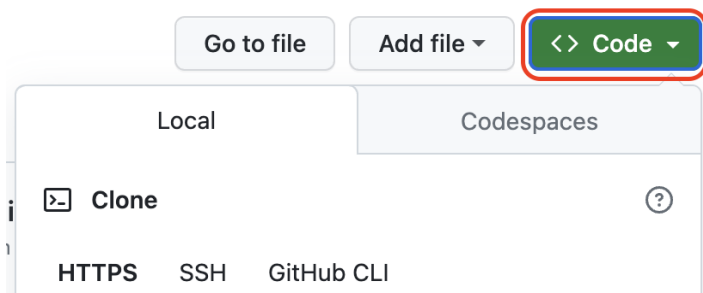 Go to file Add file <> Code
Local Codespaces
Clone
HTTPS SSH GitHub CLI